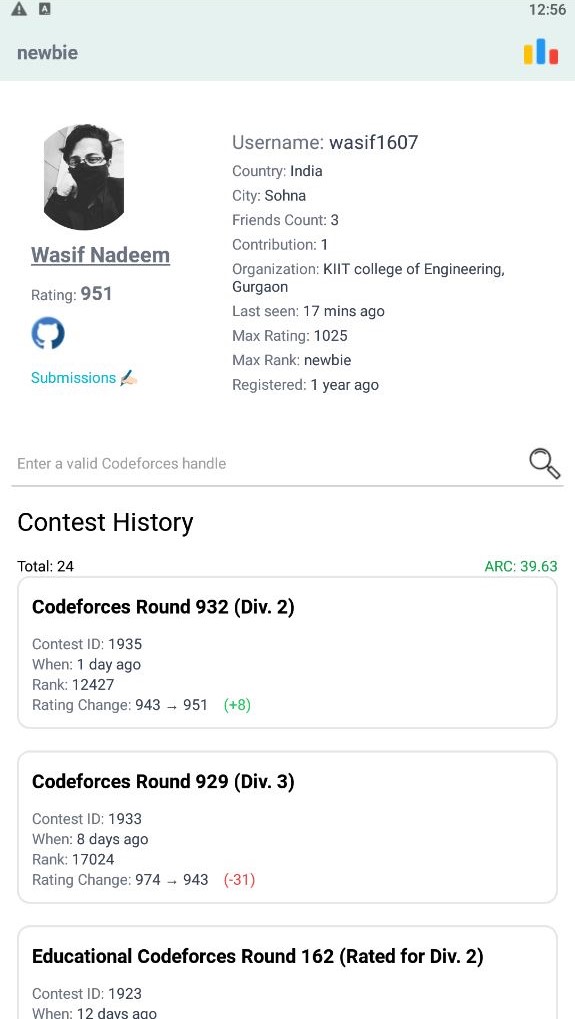 12:56
newbie
Wasif Nadeem
Rating: 951
Submissions
Username: wasif1607
Country: India
City: Sohna
Friends Count: 3
Contribution: 1
Organization: KIIT college of Engineering,
Gurgaon
Last seen: 17 mins ago
Max Rating: 1025
Max Rank: newbie
Registered: 1 year ago
Enter a valid Codeforces handle
Contest History
Total: 24
ARC: 39.63
Codeforces Round 932 (Div. 2)
Contest ID: 1935
When: 1 day ago
Rank: 12427
Rating Change: 943 → 951 (+8)
Codeforces Round 929 (Div. 3)
Contest ID: 1933
When: 8 days ago
Rank: 17024
Rating Change: 974 → 943 (-31)
Educational Codeforces Round 162 (Rated for Div. 2)
Contest ID: 1923
When: 12 days ago